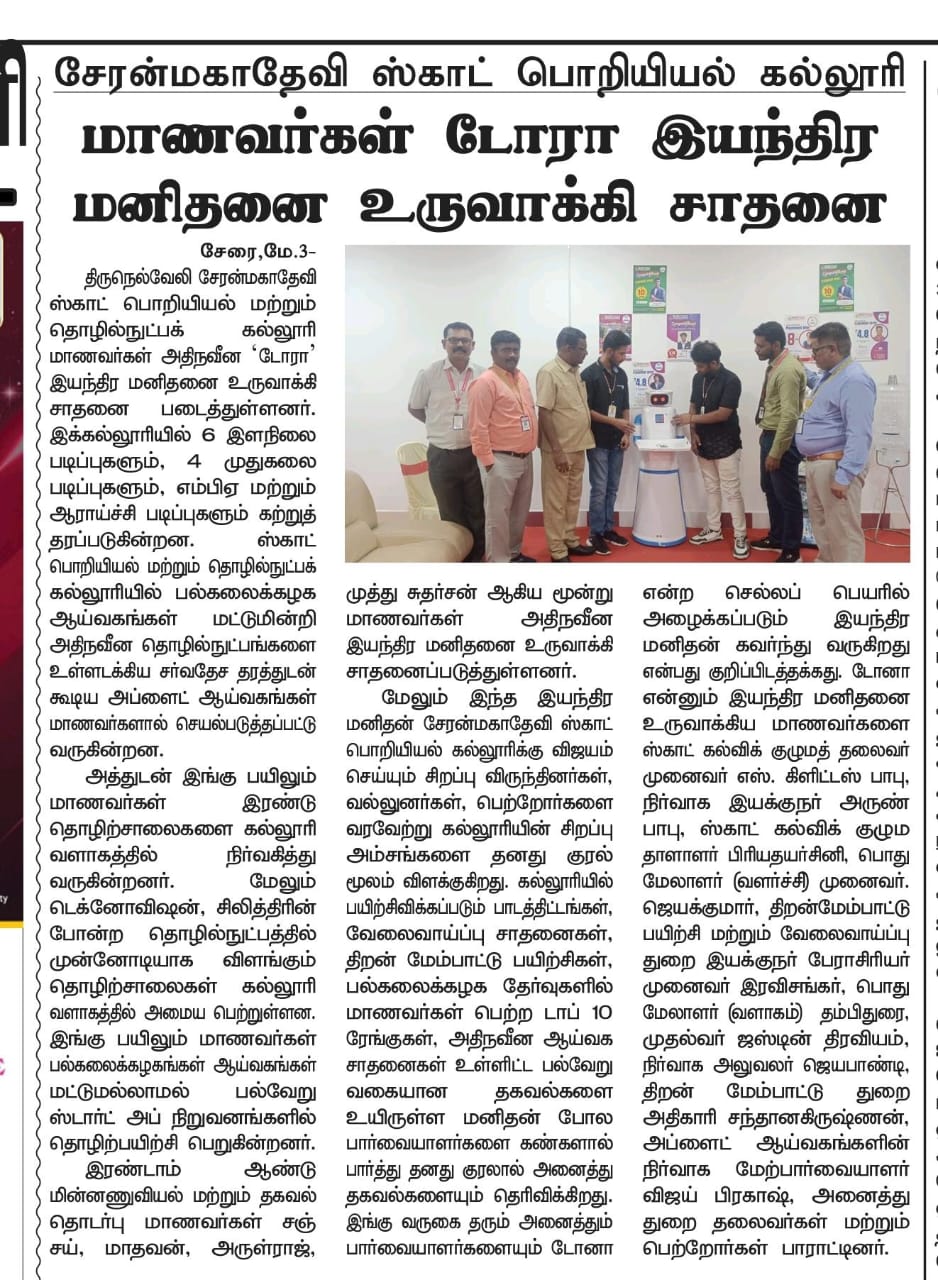 சேரன்மகாதேவி ஸ்காட் பொறியியல் கல்லூரி
மாணவர்கள் டோரா இயந்திர
மனிதனை உருவாக்கி சாதனை
சேரை,மே.3-
திருநெல்வேலி சேரன்மகாதேவி
ஸ்காட் பொறியியல் மற்றும்
தொழில்நுட்பக் கல்லூரி
மாணவர்கள் அதிநவீன ‘டோரா’
இயந்திர மனிதனை உருவாக்கி
சாதனை படைத்துள்ளனர்.
இக்கல்லூரியில் 6 இளநிலை
படிப்புகளும், 4 முதுகலை
படிப்புகளும், எம்பிஏ மற்றும்
ஆராய்ச்சி படிப்புகளும் கற்றுத்
தரப்படுகின்றன. ஸ்காட்
பொறியியல் மற்றும் தொழில்நுட்பக்
கல்லூரியில் பல்கலைக்கழக
ஆய்வகங்கள் மட்டுமின்றி
அதிநவீன தொழில்நுட்பங்களை
உள்ளடக்கிய சர்வதேச தரத்துடன்
கூடிய அப்ளைட் ஆய்வகங்கள்
மாணவர்களால் செயல்படுத்தப்பட்டு
வருகின்றன.
அத்துடன் இங்கு பயிலும்
மாணவர்கள் இரண்டு
தொழிற்சாலைகளை கல்லூரி
வளாகத்தில் நிர்வகித்து
வருகின்றனர். மேலும்
டெக்னோவிஷன், சிலித்திரின்
போன்ற தொழில்நுட்பத்தில்
முன்னோடியாக விளங்கும்
தொழிற்சாலைகள் கல்லூரி
வளாகத்தில் அமைய பெற்றுள்ளன.
இங்கு பயிலும் மாணவர்கள்
பல்கலைக்கழகங்கள் ஆய்வகங்கள்
மட்டுமல்லாமல் பல்வேறு
ஸ்டார்ட் அப் நிறுவனங்களில்
தொழிற்பயிற்சி பெறுகின்றனர்.
இரண்டாம் ஆண்டு
மின்னணுவியல் மற்றும் தகவல்
தொடர்பு மாணவர்கள் சஞ்
சய், மாதவன், அருள்ராஜ்,
முத்து சுதர்சன் ஆகிய மூன்று
மாணவர்கள் அதிநவீன
இயந்திர மனிதனை உருவாக்கி
சாதனைப்படுத்துள்ளனர்.
மேலும் இந்த இயந்திர
மனிதன் சேரன்மகாதேவி ஸ்காட்
பொறியியல் கல்லூரிக்கு விஜயம்
செய்யும் சிறப்பு விருந்தினர்கள்,
வல்லுனர்கள், பெற்றோர்களை
வரவேற்று கல்லூரியின் சிறப்பு
அம்சங்களை தனது குரல்
மூலம் விளக்குகிறது. கல்லூரியில்
பயிற்சிவிக்கப்படும் பாடத்திட்டங்கள்,
வேலைவாய்ப்பு சாதனைகள்,
திறன் மேம்பாட்டு பயிற்சிகள்,
பல்கலைக்கழக தேர்வுகளில்
மாணவர்கள் பெற்ற டாப் 10
ரேங்குகள், அதிநவீன ஆய்வக
சாதனைகள் உள்ளிட்ட பல்வேறு
வகையான தகவல்களை
உயிருள்ள மனிதன் போல
பார்வையாளர்களை கண்களால்
பார்த்து தனது குரலால் அனைத்து
தகவல்களையும் தெரிவிக்கிறது.
இங்கு வருகை தரும் அனைத்தும்
பார்வையாளர்களையும் டோனா
என்ற செல்லப் பெயரில்
அழைக்கப்படும் இயந்திர
மனிதன் கவர்ந்து வருகிறது
என்பது குறிப்பிடத்தக்கது. டோனா
என்னும் இயந்திர மனிதனை
உருவாக்கிய மாணவர்களை
ஸ்காட் கல்விக் குழுமத் தலைவர்
முனைவர் எஸ். கிளிட்டஸ் பாபு,
நிர்வாக இயக்குநர் அருண்
பாபு, ஸ்காட் கல்விக் குழும
தாளாளர் பிரியதயர்சினி, பொது
மேலாளர் (வளர்ச்சி) முனைவர்.
ஜெயக்குமார், திறன்மேம்பாட்டு
பயிற்சி மற்றும் வேலைவாய்ப்பு
துறை இயக்குநர் பேராசிரியர்
முனைவர் இரவிசங்கர், பொது
மேலாளர் (வளாகம்) தம்பிதுரை,
முதல்வர் ஜஸ்டின் திரவியம்,
நிர்வாக அலுவலர் ஜெயபாண்டி,
திறன் மேம்பாட்டு துறை
அதிகாரி சந்தானகிருஷ்ணன்,
அப்ளைட் ஆய்வகங்களின்
நிர்வாக மேற்பார்வையாளர்
விஜய் பிரகாஷ், அனைத்து
துறை தலைவர்கள் மற்றும்
பெற்றோர்கள் பாராட்டினர்.